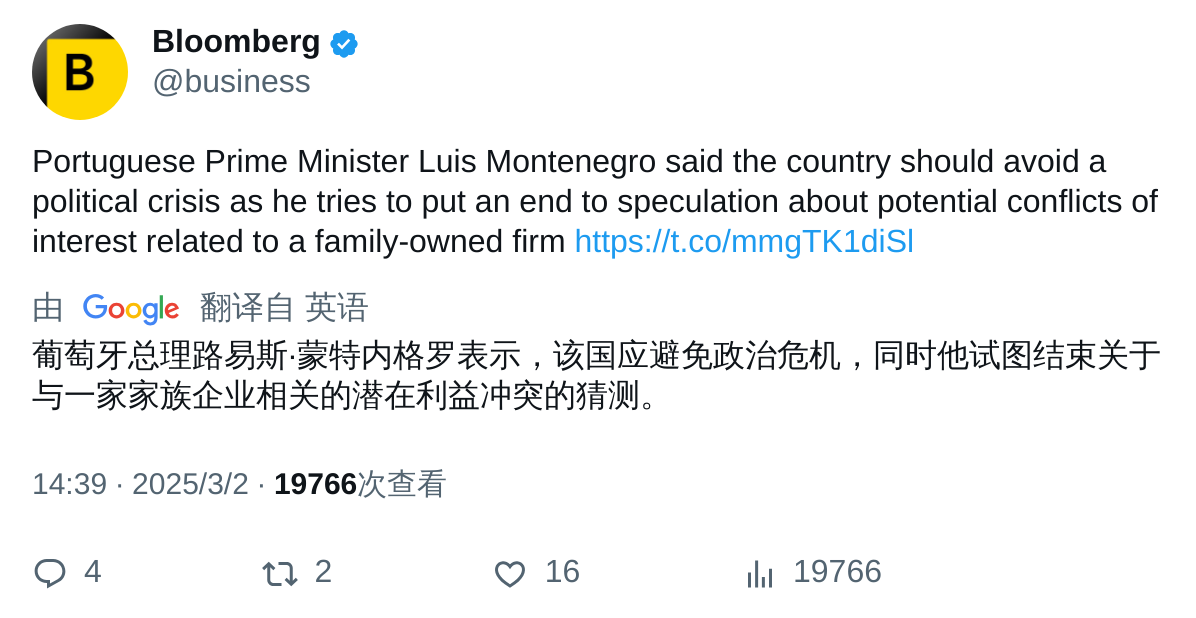 B
Bloomberg
@business
Portuguese Prime Minister Luis Montenegro said the country should avoid a
political crisis as he tries to put an end to speculation about potential conflicts of
interest related to a family-owned firm https://t.co/mmgTK1diSl
由 Google 翻译自 英语
葡萄牙总理路易斯·蒙特内格罗表示，该国应避免政治危机，同时他试图结束关于
与一家家族企业相关的潜在利益冲突的猜测。
14:39 · 2025/3/2 · 19766次查看
4 2 16 19766